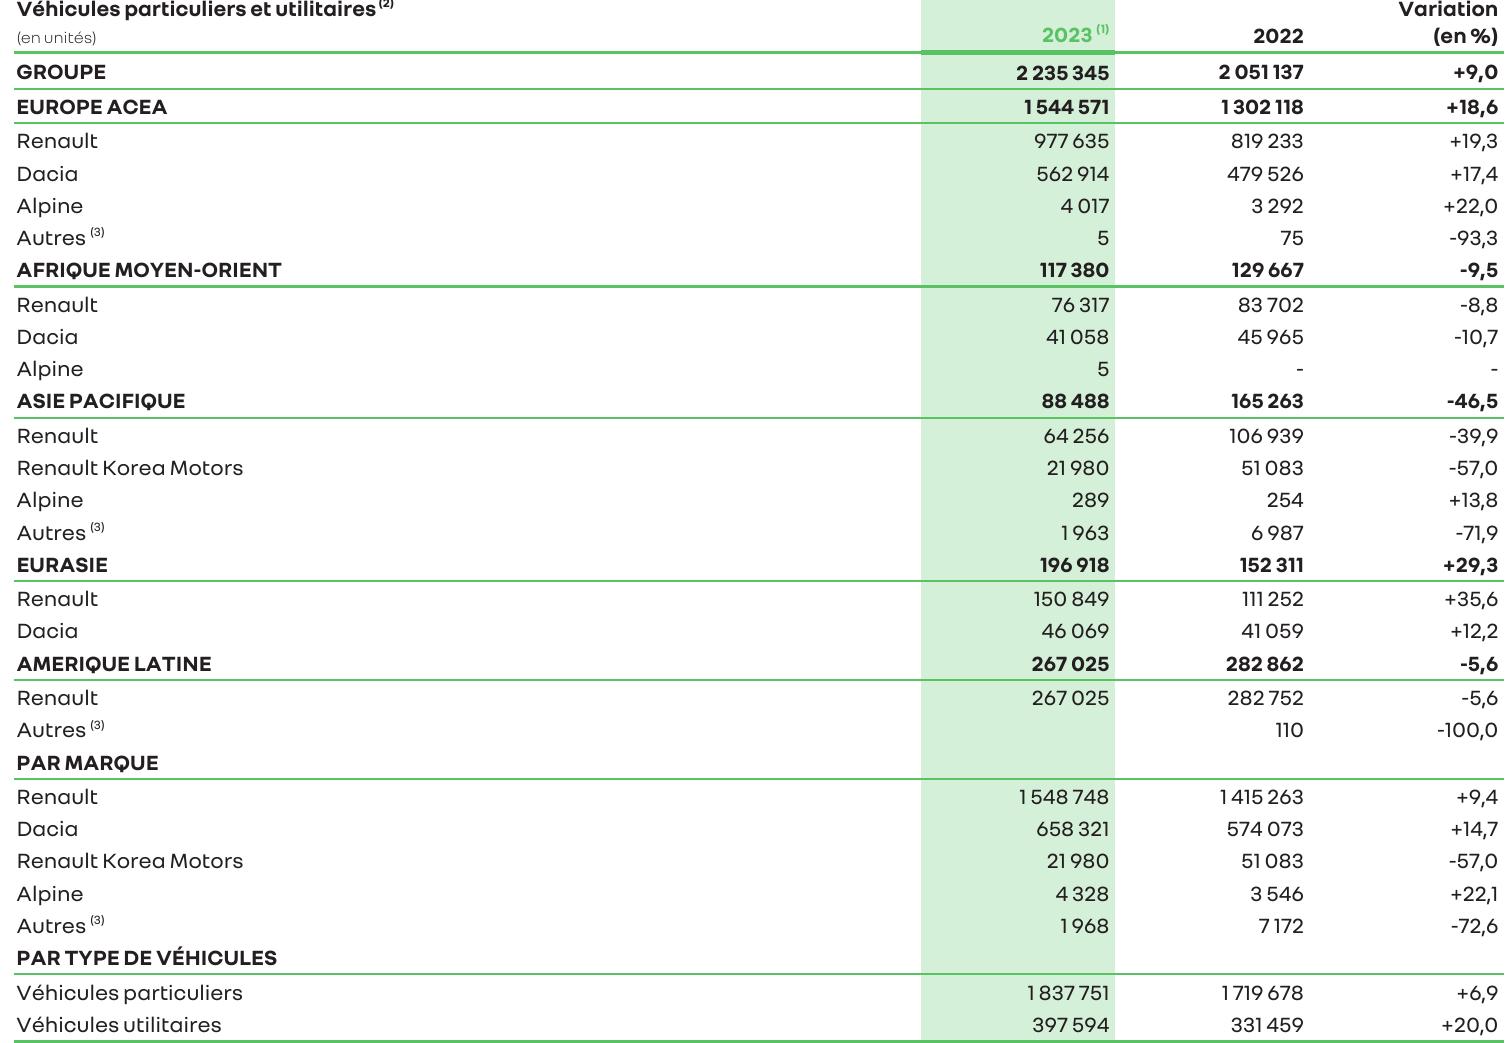 Véhicules particuliers et utilitaires (2) Variation
(en unités) 2023 (1) 2022 (en %)
GROUPE 2 235 345 2 051 137 +9,0
EUROPE ACEA 1 544 571 1 302 118 +18,6
Renault 977 635 819 233 +19,3
Dacia 562 914 479 526 +17,4
Alpine 4 017 3 292 +22,0
Autres (3) 5 75 -93,3
AFRIQUE MOYEN-ORIENT 117 380 129 667 -9,5
Renault 76 317 83 702 -8,8
Dacia 41 058 45 965 -10,7
Alpine 5 - -
ASIE PACIFIQUE 88 488 165 263 -46,5
Renault 64 256 106 939 -39,9
Renault Korea Motors 21 980 51 083 -57,0
Alpine 289 254 +13,8
Autres (3) 1 963 6 987 -71,9
EURASIE 196 918 152 311 +29,3
Renault 150 849 111 252 +35,6
Dacia 46 069 41 059 +12,2
AMERIQUE LATINE 267 025 282 862 -5,6
Renault 267 025 282 752 -5,6
Autres (3) 110 -100,0
PAR MARQUE
Renault 1 548 748 1 415 263 +9,4
Dacia 658 321 574 073 +14,7
Renault Korea Motors 21 980 51 083 -57,0
Alpine 4 328 3 546 +22,1
Autres (3) 1 968 7 172 -72,6
PAR TYPE DE VÉHICULES
Véhicules particuliers 1 837 751 1 719 678 +6,9
Véhicules utilitaires 397 594 331 459 +20,0